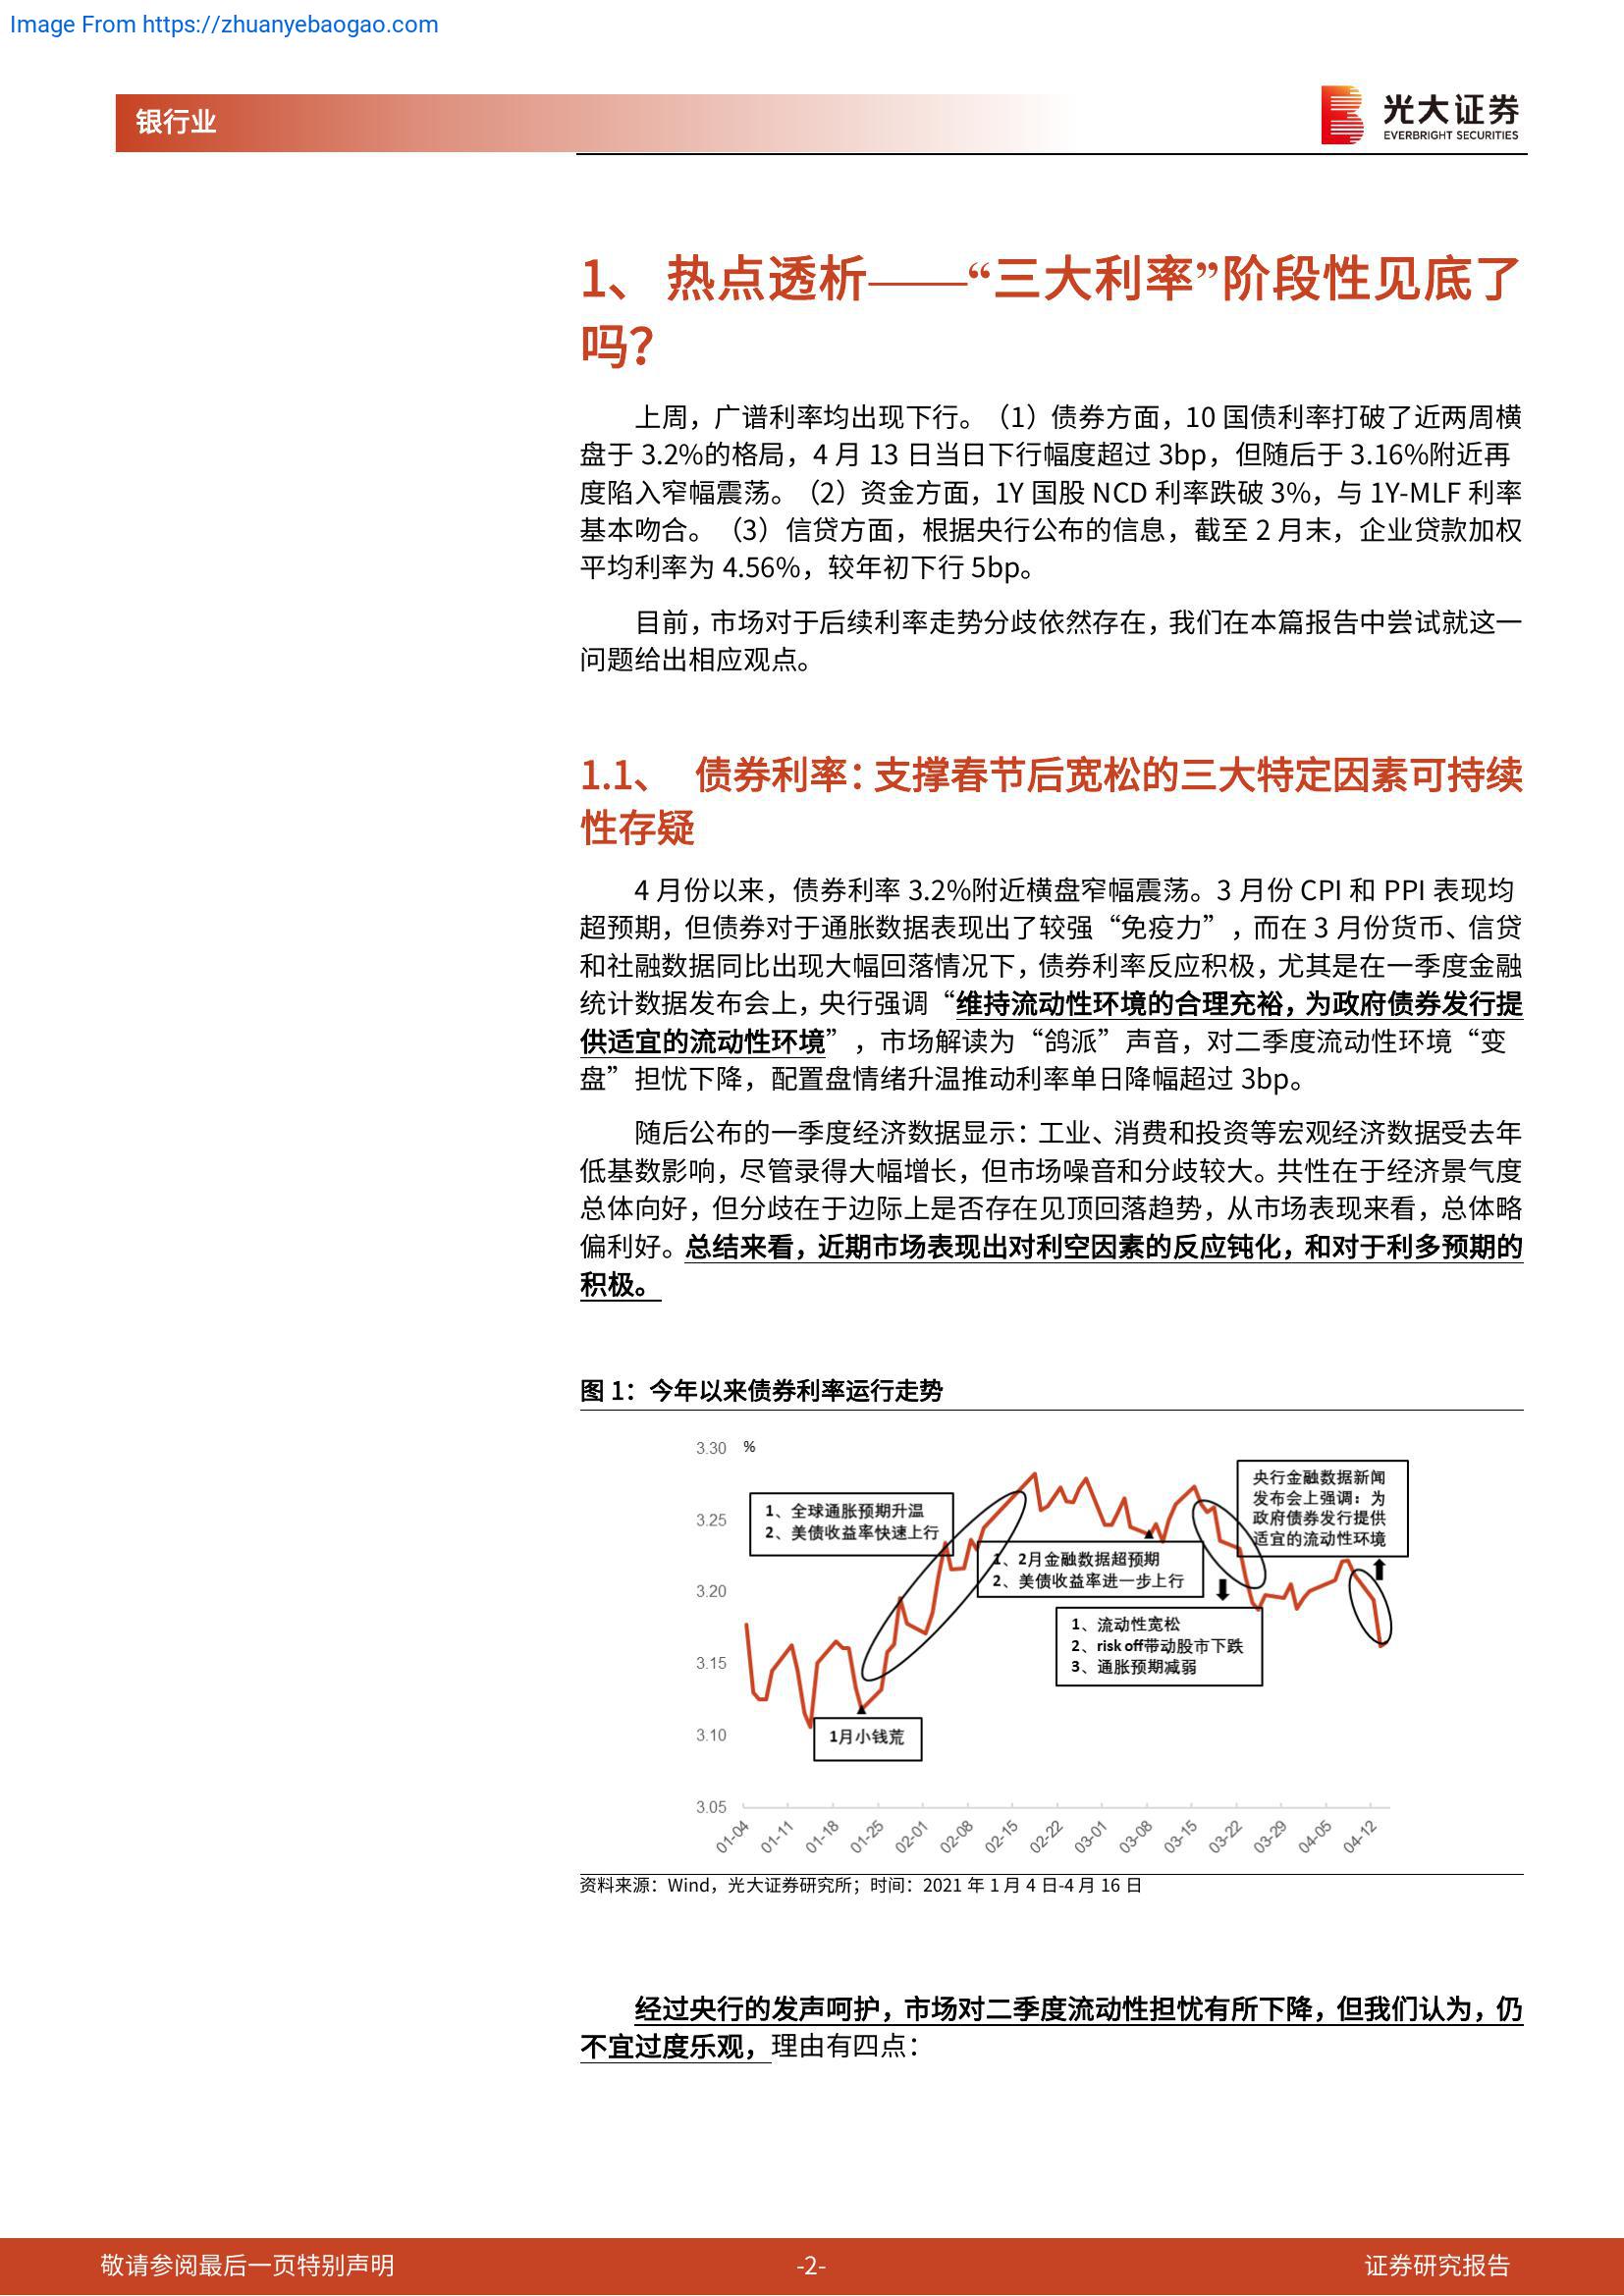 Image From https://zhuanyebaogao.com
银行业
光大证券
EVERBRIGHT SECURITIES
1、 热点透析——“三大利率”阶段性见底了
吗？
上周，广谱利率均出现下行。（1）债券方面，10 国债利率打破了近两周横
盘于 3.2%的格局，4 月 13 日当日下行幅度超过 3bp，但随后于 3.16%附近再
度陷入窄幅震荡。（2）资金方面，1Y 国股 NCD 利率跌破 3%，与 1Y-MLF 利率
基本吻合。（3）信贷方面，根据央行公布的信息，截至 2 月末，企业贷款加权
平均利率为 4.56%，较年初下行 5bp。
目前，市场对于后续利率走势分歧依然存在，我们在本篇报告中尝试就这一
问题给出相应观点。
1.1、 债券利率：支撑春节后宽松的三大特定因素可持续
性存疑
4 月份以来，债券利率 3.2%附近横盘窄幅震荡。3 月份 CPI 和 PPI 表现均
超预期，但债券对于通胀数据表现出了较强“免疫力”，而在 3 月份货币、信贷
和社融数据同比出现大幅回落情况下，债券利率反应积极，尤其是在一季度金融
统计数据发布会上，央行强调“维持流动性环境的合理充裕，为政府债券发行提
供适宜的流动性环境”，市场解读为“鸽派”声音，对二季度流动性环境“变
盘”担忧下降，配置盘情绪升温推动利率单日降幅超过 3bp。
随后公布的一季度经济数据显示：工业、消费和投资等宏观经济数据受去年
低基数影响，尽管录得大幅增长，但市场噪音和分歧较大。共性在于经济景气度
总体向好，但分歧在于边际上是否存在见顶回落趋势，从市场表现来看，总体略
偏利好。总结来看，近期市场表现出对利空因素的反应钝化，和对于利多预期的
积极。
图 1：今年以来债券利率运行走势
3.30 %
3.25
3.20
3.15
3.10
3.05
1、全球通胀预期升温
2、美债收益率快速上行
1、2月金融数据超预期
2、美债收益率进一步上行
央行金融数据新闻
发布会上强调：为
政府债券发行提供
适宜的流动性环境
1、流动性宽松
2、risk off带动股市下跌
3、通胀预期减弱
1月小钱荒
01-04 01-11 01-18 01-25 02-01 02-08 02-15 02-22 03-01 03-08 03-15 03-22 03-29 04-05 04-12
资料来源：Wind，光大证券研究所；时间：2021 年 1 月 4 日-4 月 16 日
经过央行的发声呵护，市场对二季度流动性担忧有所下降，但我们认为，仍
不宜过度乐观，理由有四点：
敬请参阅最后一页特别声明
-2-
证券研究报告